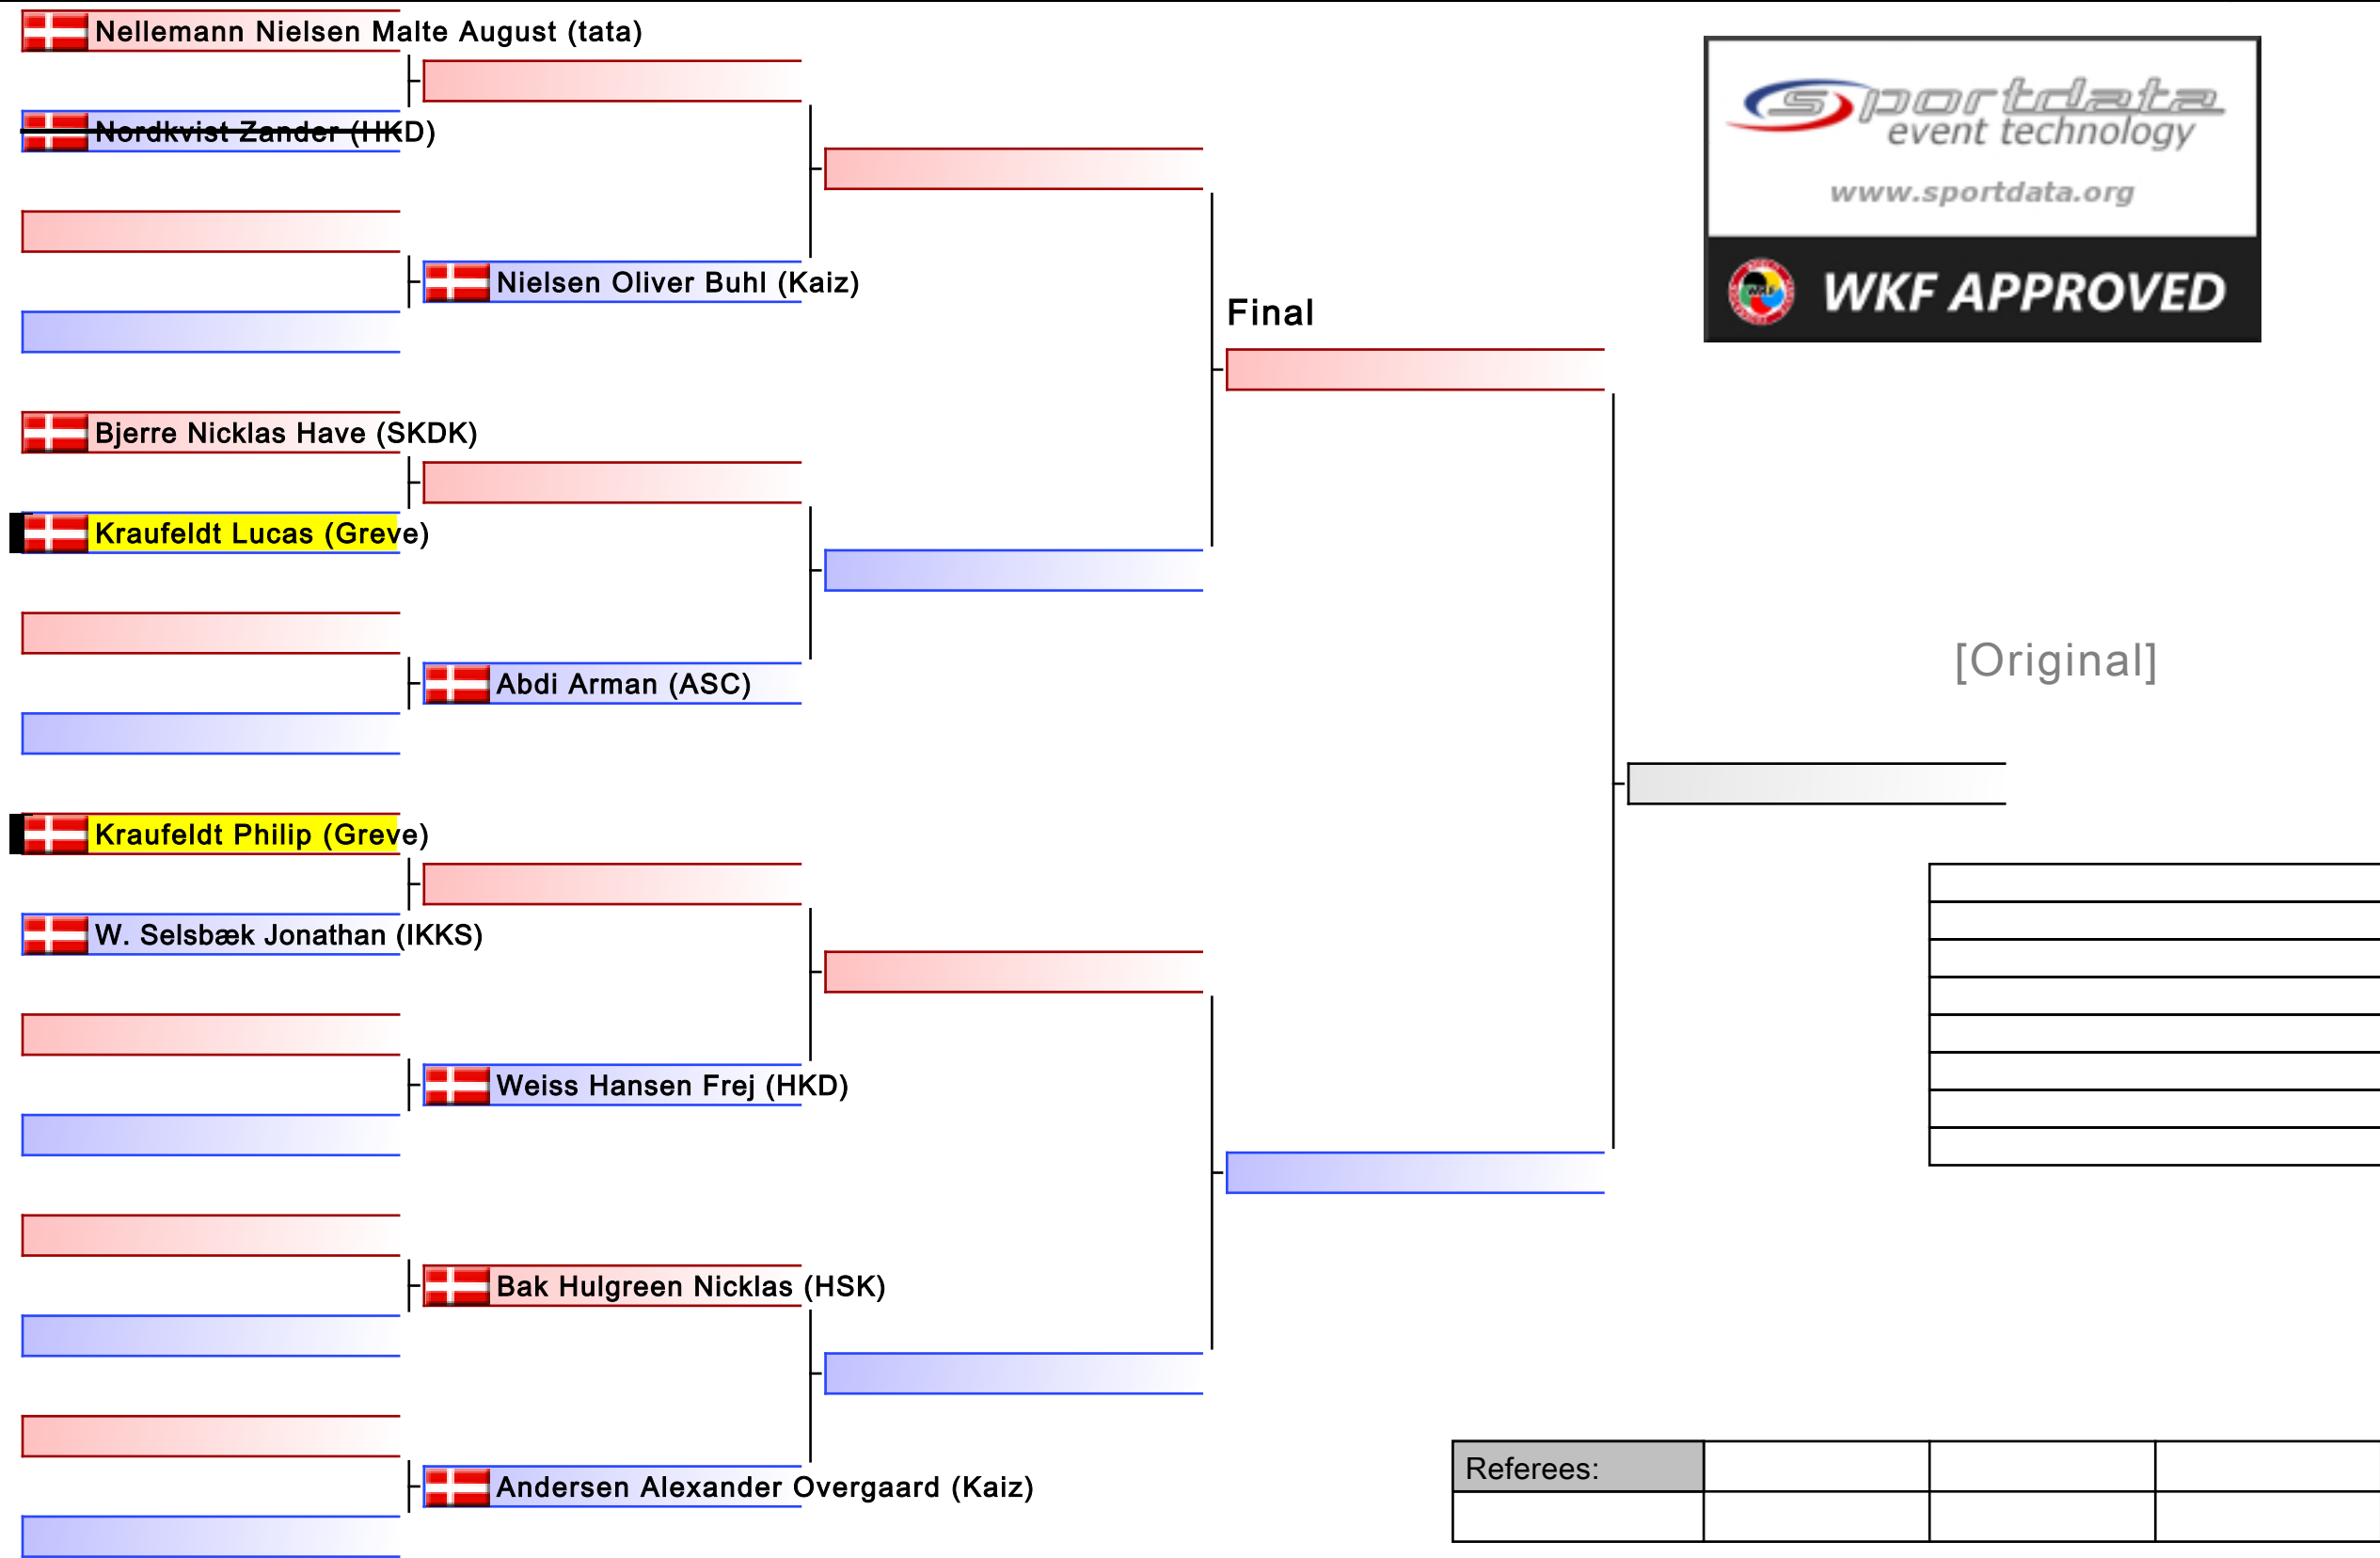 Nellemann Nielsen Malte August (tata)
Nordkvist Zander (HKD)
Nielsen Oliver Buhl (Kaiz)
Bjerre Nicklas Have (SKDK)
Kraufeldt Lucas (Greve)
Abdi Arman (ASC)
Kraufeldt Philip (Greve)
W. Selsbæk Jonathan (IKKS)
Weiss Hansen Frej (HKD)
Bak Hulgreen Nicklas (HSK)
Andersen Alexander Overgaard (Kaiz)
Final
sportdata
event technology
www.sportdata.org
WKF
WKF APPROVED
[Original]
Referees: